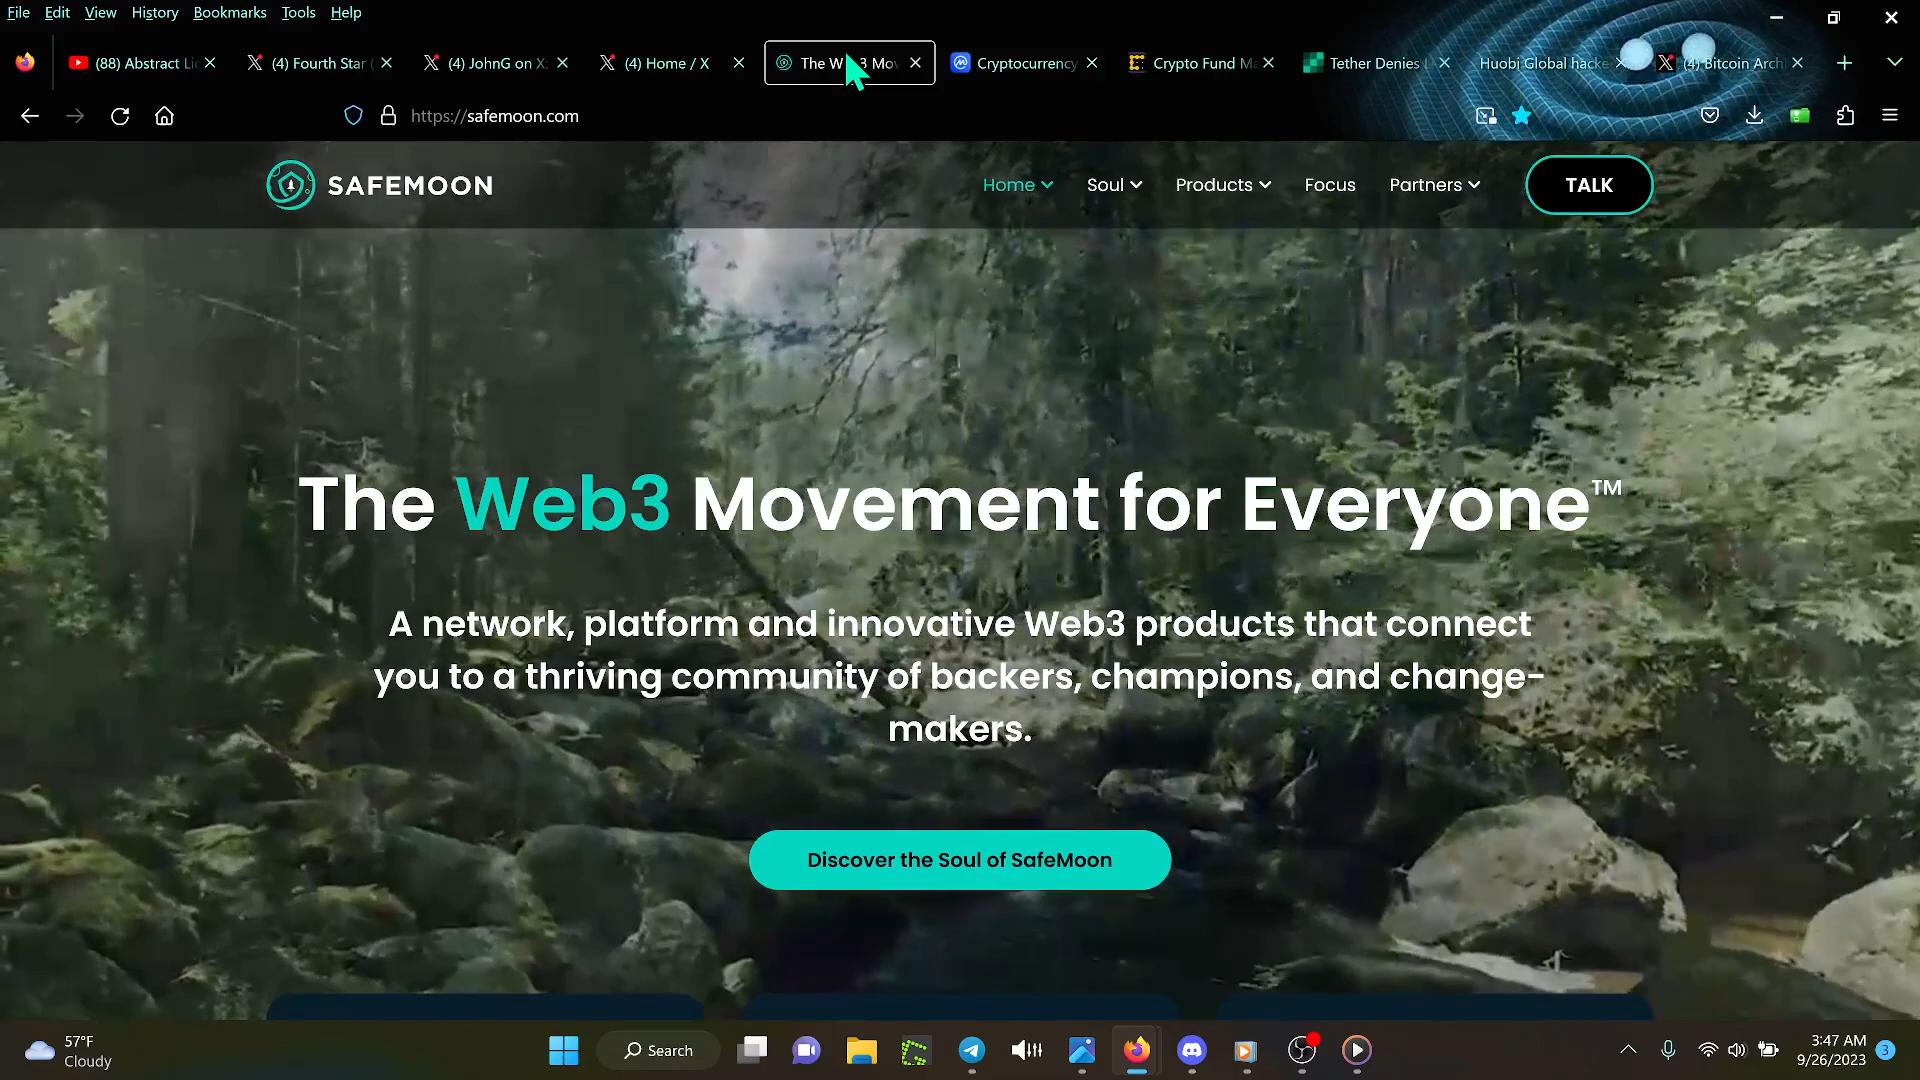 File Edit View History Bookmarks Tools Help
(88) Abstract Li
(4) Fourth Star (
(4) JohnG on X:
(4) Home / X
The W 3 Mov
Cryptocurrency
Crypto Fund Ma
Tether Denies
Huobi Global hacke
(4) Bitcoin Archi
https://safemoon.com
SAFEMOON
Home Soul Products Focus Partners TALK
The Web3 Movement for Everyone™
A network, platform and innovative Web3 products that connect
you to a thriving community of backers, champions, and change-
makers.
Discover the Soul of SafeMoon
57°F
Cloudy
Search
3:47 AM
9/26/2023
3